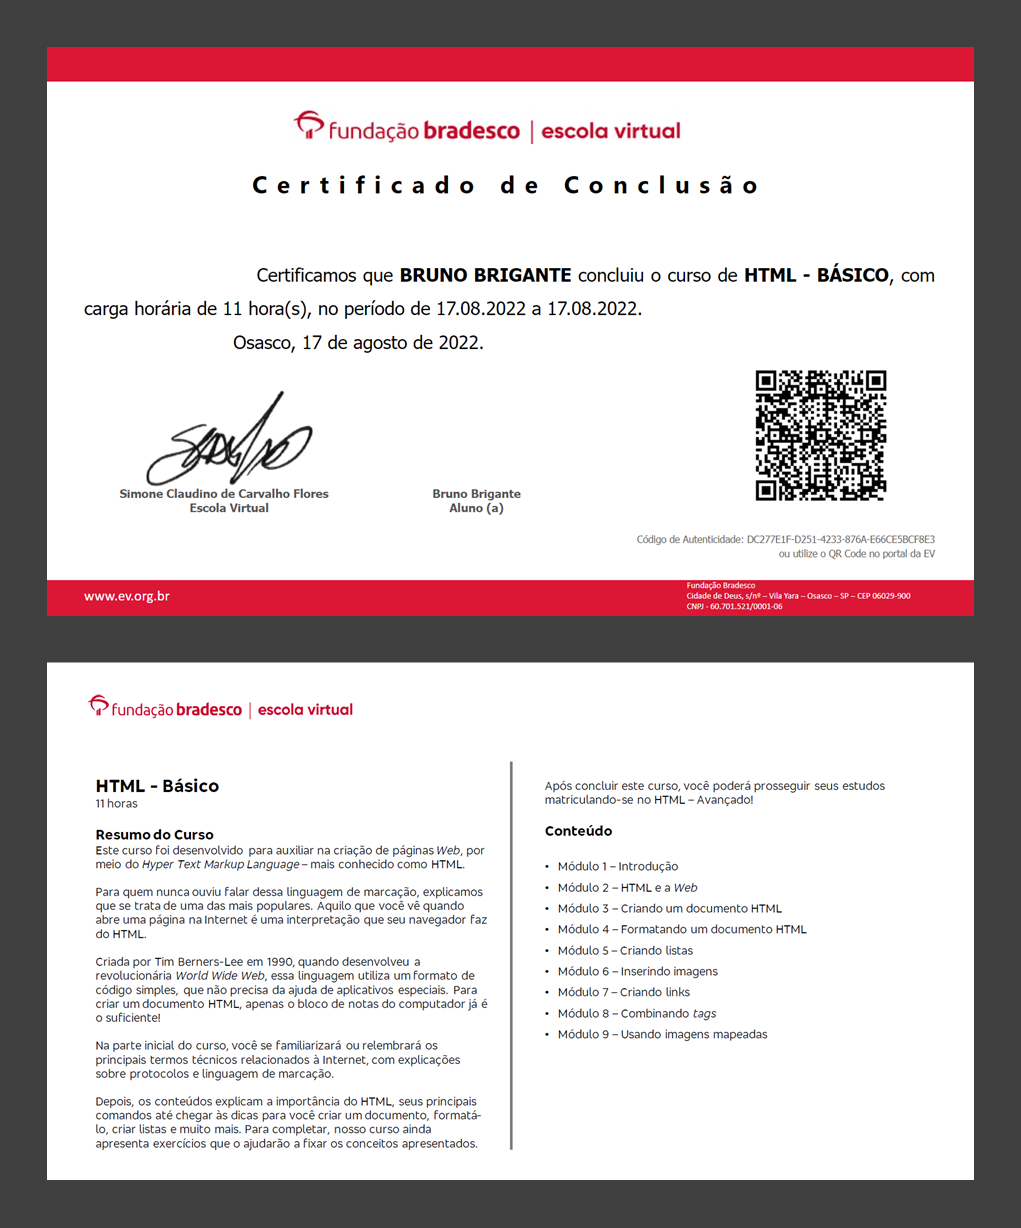 fundação bradesco | escola virtual
Certificado de Conclusão
Certificamos que BRUNO BRIGANTE concluiu o curso de HTML - BÁSICO, com
carga horária de 11 hora(s), no período de 17.08.2022 a 17.08.2022.
Osasco, 17 de agosto de 2022.
Simone Claudino de Carvalho Flores
Escola Virtual
Bruno Brigante
Aluno (a)
Código de Autenticidade: DC277E1F-D251-4233-876A-E66CE5BCF8E3
ou utilize o QR Code no portal da EV
www.ev.org.br
Fundação Bradesco
Cidade de Deus, s/nº – Vila Yara – Osasco – SP – CEP 06029-900
CNPJ - 60.701.521/0001-06
fundação bradesco | escola virtual
HTML - Básico
11 horas
Resumo do Curso
Este curso foi desenvolvido para auxiliar na criação de páginas Web, por
meio do Hyper Text Markup Language – mais conhecido como HTML.
Para quem nunca ouviu falar dessa linguagem de marcação, explicamos
que se trata de uma das mais populares. Aquilo que você vê quando
abre uma página na Internet é uma interpretação que seu navegador faz
do HTML.
Criada por Tim Berners-Lee em 1990, quando desenvolveu a
revolucionária World Wide Web, essa linguagem utiliza um formato de
código simples, que não precisa da ajuda de aplicativos especiais. Para
criar um documento HTML, apenas o bloco de notas do computador já é
o suficiente!
Na parte inicial do curso, você se familiarizará ou relembrará os
principais termos técnicos relacionados à Internet, com explicações
sobre protocolos e linguagem de marcação.
Depois, os conteúdos explicam a importância do HTML, seus principais
comandos até chegar às dicas para você criar um documento, formatá-
lo, criar listas e muito mais. Para completar, nosso curso ainda
apresenta exercícios que o ajudarão a fixar os conceitos apresentados.
Após concluir este curso, você poderá prosseguir seus estudos
matriculando-se no HTML – Avançado!
Conteúdo
• Módulo 1 – Introdução
• Módulo 2 – HTML e a Web
• Módulo 3 – Criando um documento HTML
• Módulo 4 – Formatando um documento HTML
• Módulo 5 – Criando listas
• Módulo 6 – Inserindo imagens
• Módulo 7 – Criando links
• Módulo 8 – Combinando tags
• Módulo 9 – Usando imagens mapeadas